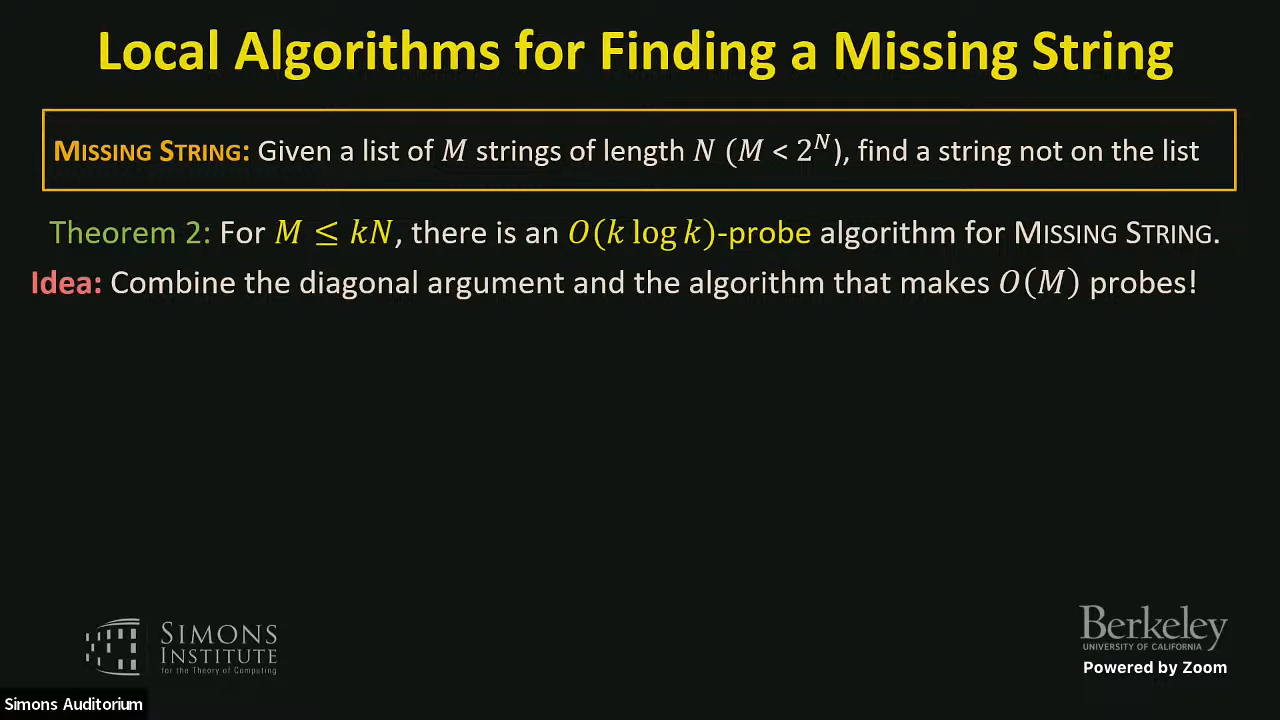 Local Algorithms for Finding a Missing String
MISSING STRING: Given a list of M strings of length N (M < 2^N), find a string not on the list
Theorem 2: For M ≤ kN, there is an O(k log k)-probe algorithm for MISSING STRING.
Idea: Combine the diagonal argument and the algorithm that makes O(M) probes!
SIMONS
INSTITUTE
for the Theory of Computing
Berkeley
UNIVERSITY OF CALIFORNIA
Powered by Zoom
Simons Auditorium